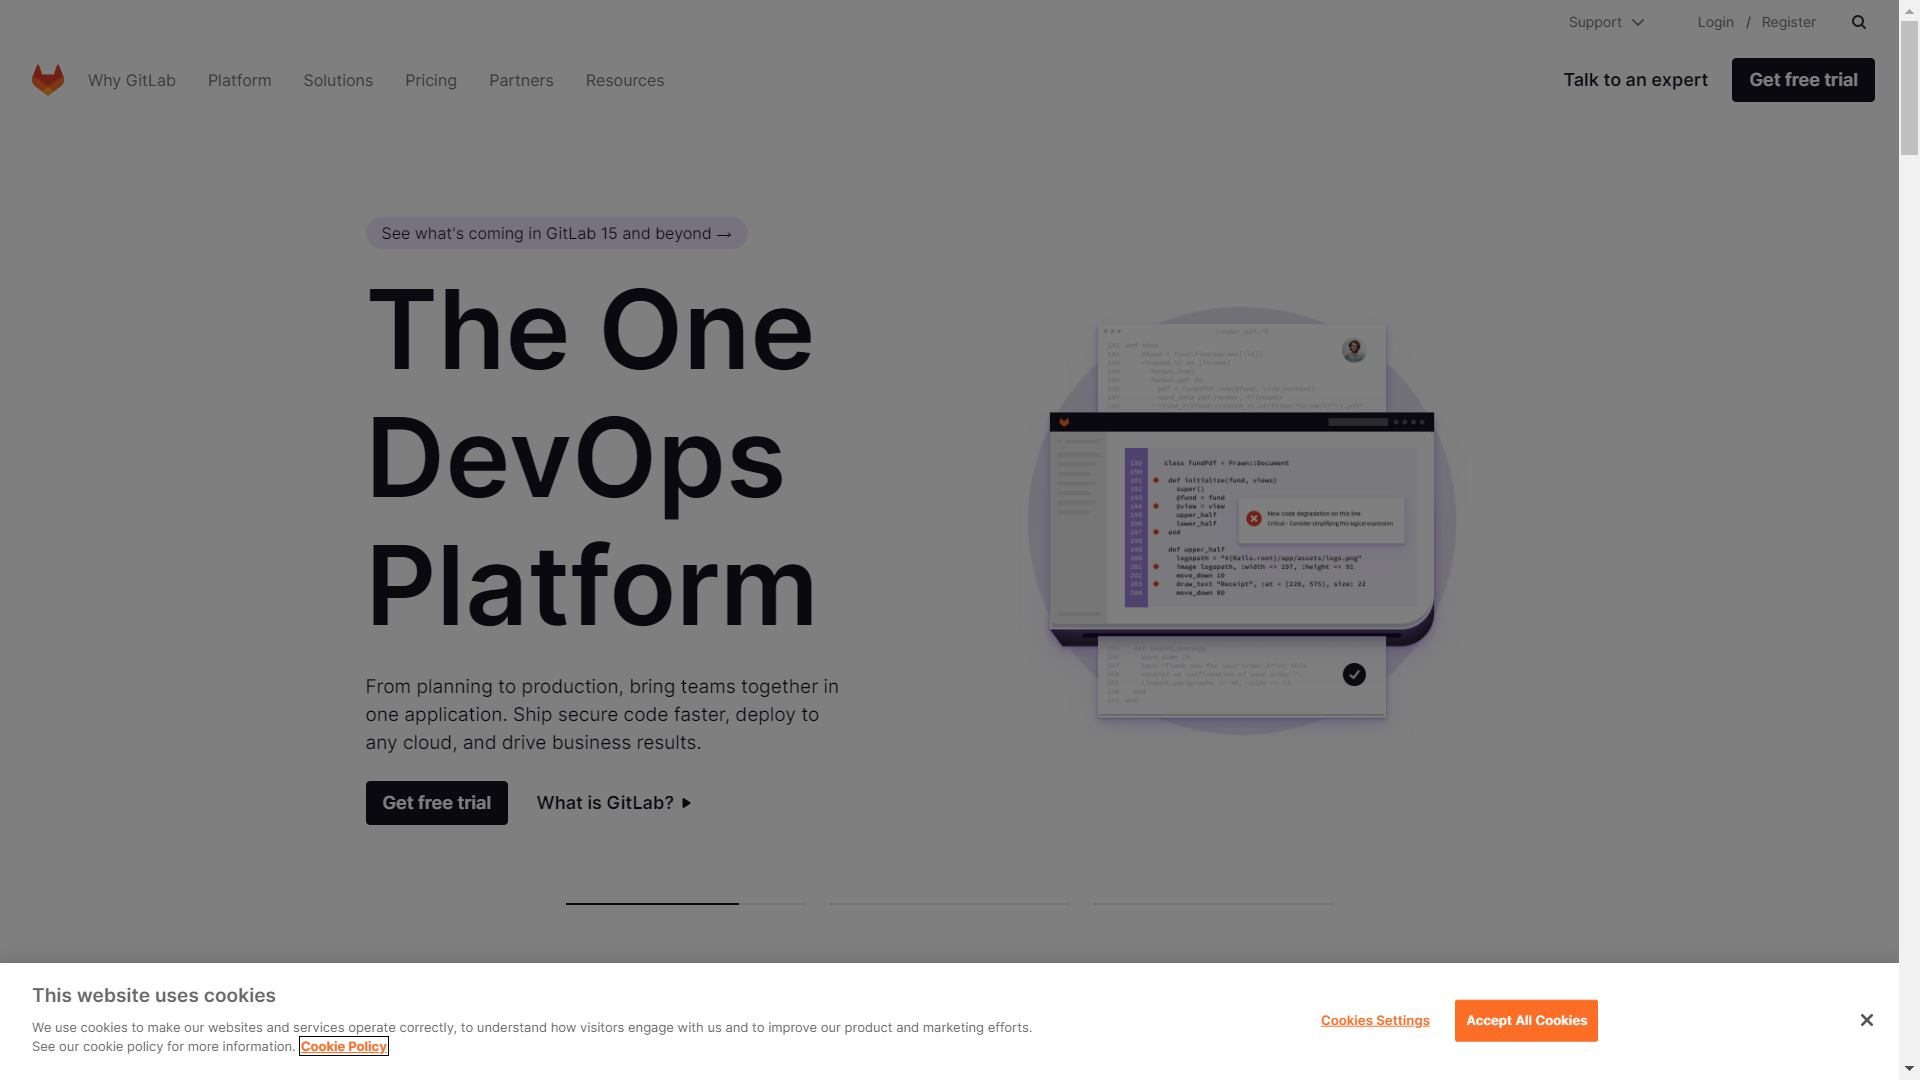 Support
Login / Register
Why GitLab
Platform
Solutions
Pricing
Partners
Resources
Talk to an expert
Get free trial
See what's coming in GitLab 15 and beyond →
The One
DevOps
Platform
From planning to production, bring teams together in
one application. Ship secure code faster, deploy to
any cloud, and drive business results.
Get free trial
What is GitLab?
render_pdf.rb
class FundPdf < Prawn::Document
def initialize(fund, views)
super()
@fund = fund
@view = view
upper_half
lower_half
end
New code degradation on this line
Critical - Consider simplifying this logical expression
def upper_half
logopath = "#{Rails.root}/app/assets/logo.png"
image logopath, :width => 197, :height => 91
move_down 10
draw_text "Receipt", :at = [220, 575], size: 22
move_down 80
This website uses cookies
We use cookies to make our websites and services operate correctly, to understand how visitors engage with us and to improve our product and marketing efforts.
See our cookie policy for more information. Cookie Policy
Cookies Settings
Accept All Cookies